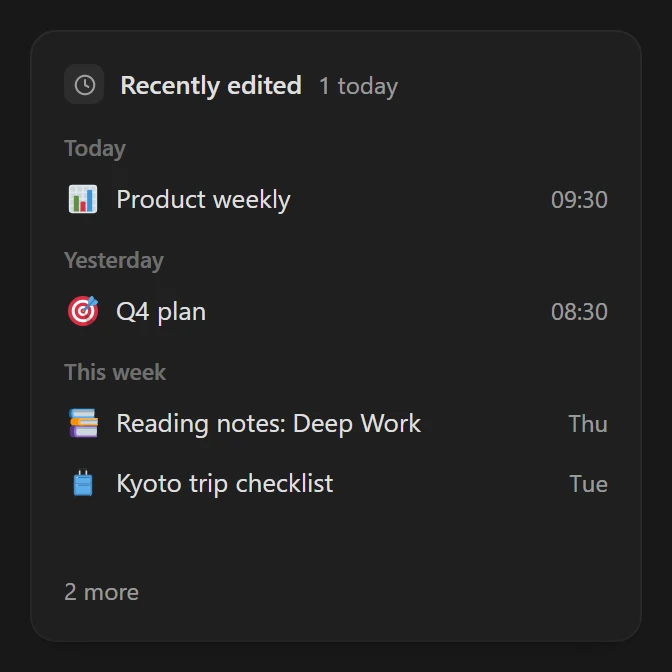 Recently edited 1 today
Today
Product weekly 09:30
Yesterday
Q4 plan 08:30
This week
Reading notes: Deep Work Thu
Kyoto trip checklist Tue
2 more